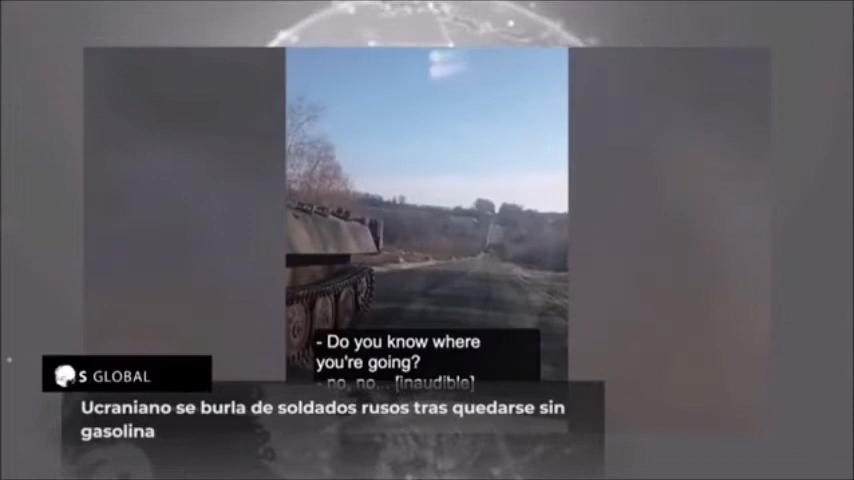 - Do you know where
you're going?
- no, no... [inaudible]
S GLOBAL
Ucraniano se burla de soldados rusos tras quedarse sin
gasolina